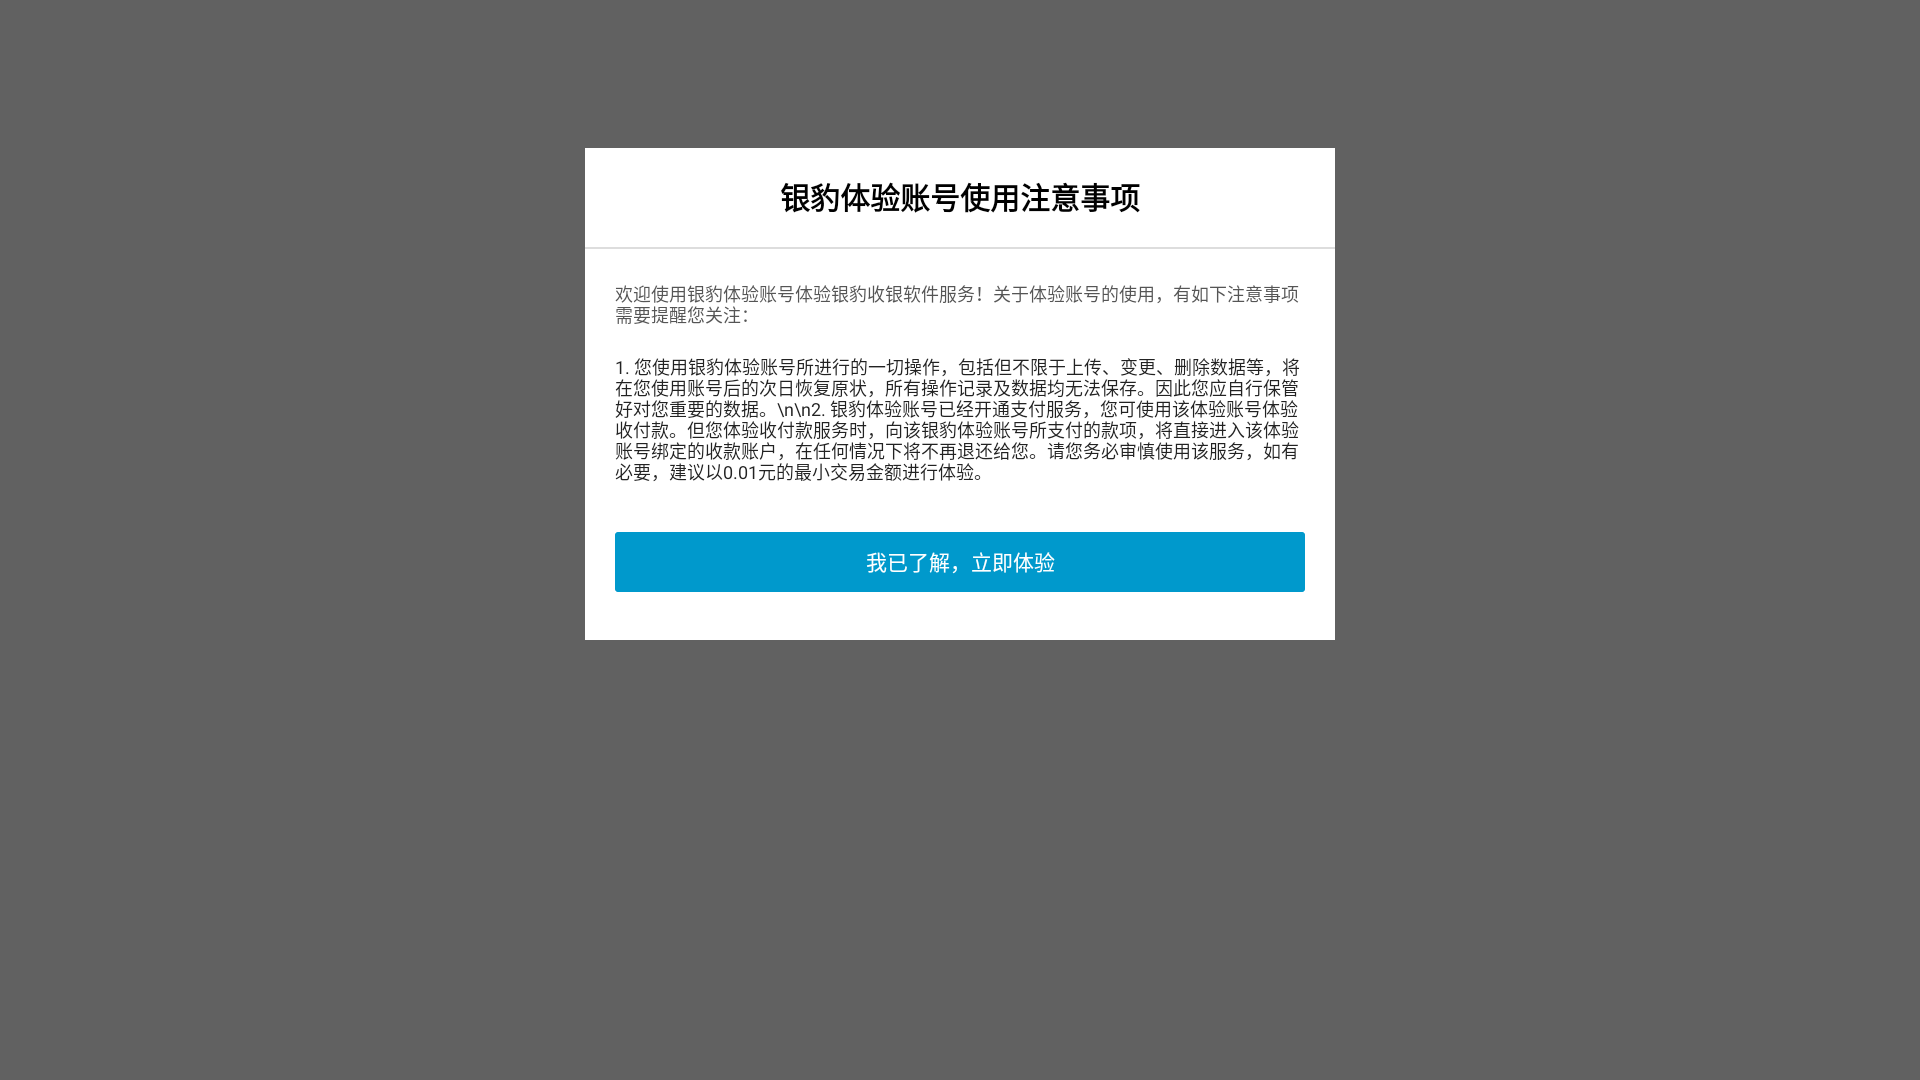 银豹体验账号使用注意事项
欢迎使用银豹体验账号体验银豹收银软件服务！关于体验账号的使用，有如下注意事项
需要提醒您关注：
1. 您使用银豹体验账号所进行的一切操作，包括但不限于上传、变更、删除数据等，将
在您使用账号后的次日恢复原状，所有操作记录及数据均无法保存。因此您应自行保管
好对您重要的数据。\n\n2. 银豹体验账号已经开通支付服务，您可使用该体验账号体验
收付款。但您体验收付款服务时，向该银豹体验账号所支付的款项，将直接进入该体验
账号绑定的收款账户，在任何情况下将不再退还给您。请您务必审慎使用该服务，如有
必要，建议以0.01元的最小交易金额进行体验。
我已了解，立即体验